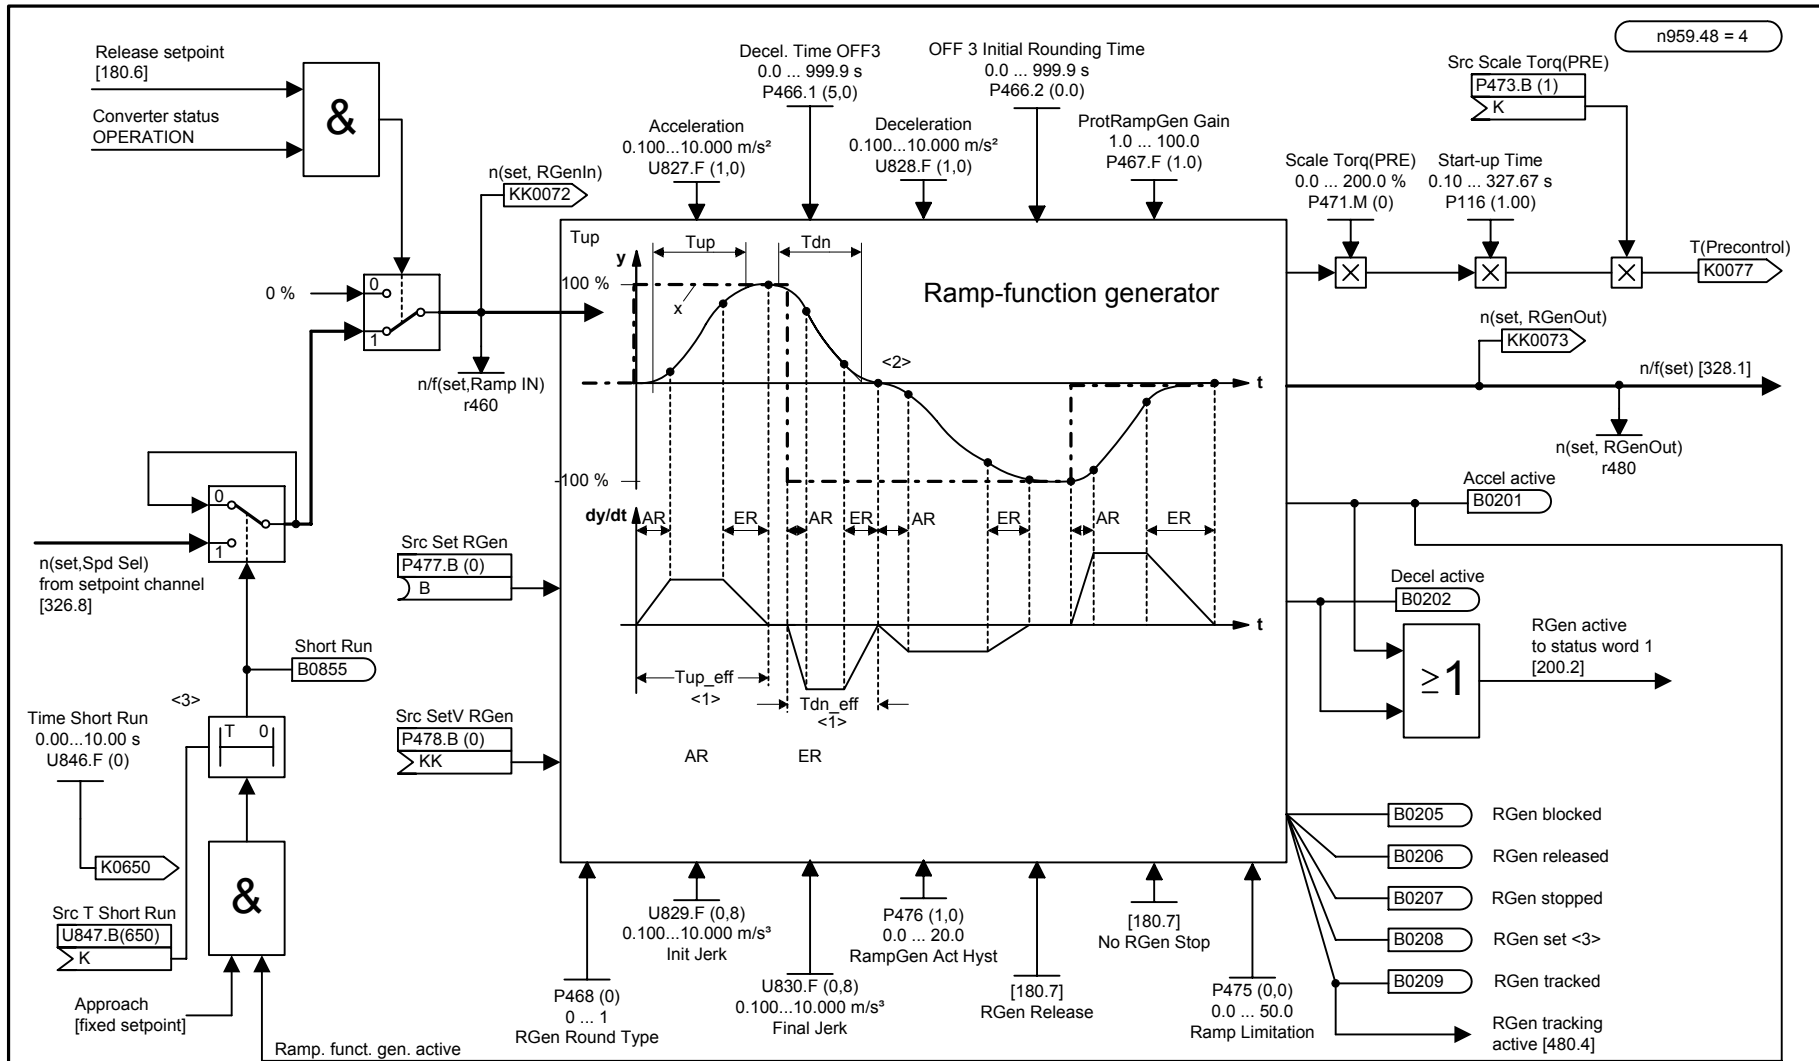 n959.48 = 4
Release setpoint
[180.6]
Converter status
OPERATION
&
Decel. Time OFF3
0.0 ... 999.9 s
P466.1 (5,0)
OFF 3 Initial Rounding Time
0.0 ... 999.9 s
P466.2 (0.0)
Src Scale Torq(PRE)
P473.B (1)
K
Acceleration
0.100...10.000 m/s²
U827.F (1,0)
Deceleration
0.100...10.000 m/s²
U828.F (1,0)
ProtRampGen Gain
1.0 ... 100.0
P467.F (1.0)
n(set, RGenIn)
KK0072
Scale Torq(PRE)
0.0 ... 200.0 %
P471.M (0)
Start-up Time
0.10 ... 327.67 s
P116 (1.00)
T(Precontrol)
K0077
0 %
0
1
n/f(set,Ramp IN)
r460
Tup
Tup
Tdn
y
100 %
x
Ramp-function generator
<2>
t
-100 %
dy/dt
AR
ER
AR
ER
AR
ER
AR
ER
t
Tup_eff
<1>
Tdn_eff
<1>
AR
ER
n(set, RGenOut)
KK0073
n/f(set) [328.1]
n(set, RGenOut)
r480
Accel active
B0201
Decel active
B0202
≥1
RGen active
to status word 1
[200.2]
0
1
n(set,Spd Sel)
from setpoint channel
[326.8]
Src Set RGen
P477.B (0)
B
Short Run
B0855
<3>
T 0
Time Short Run
0.00...10.00 s
U846.F (0)
K0650
Src SetV RGen
P478.B (0)
KK
&
Src T Short Run
U847.B(650)
K
Approach
[fixed setpoint]
Ramp. funct. gen. active
B0205 RGen blocked
B0206 RGen released
B0207 RGen stopped
B0208 RGen set <3>
B0209 RGen tracked
RGen tracking
active [480.4]
P468 (0)
0 ... 1
RGen Round Type
U829.F (0,8)
0.100...10.000 m/s³
Init Jerk
U830.F (0,8)
0.100...10.000 m/s³
Final Jerk
P476 (1,0)
0.0 ... 20.0
RampGen Act Hyst
[180.7]
RGen Release
[180.7]
No RGen Stop
P475 (0,0)
0.0 ... 50.0
Ramp Limitation